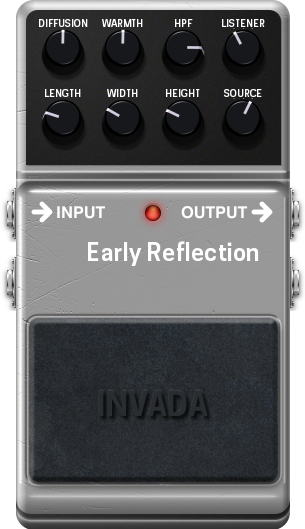 DIFFUSION WARMTH HPF LISTENER
LENGTH WIDTH HEIGHT SOURCE
INPUT OUTPUT
Early Reflection
INVADA